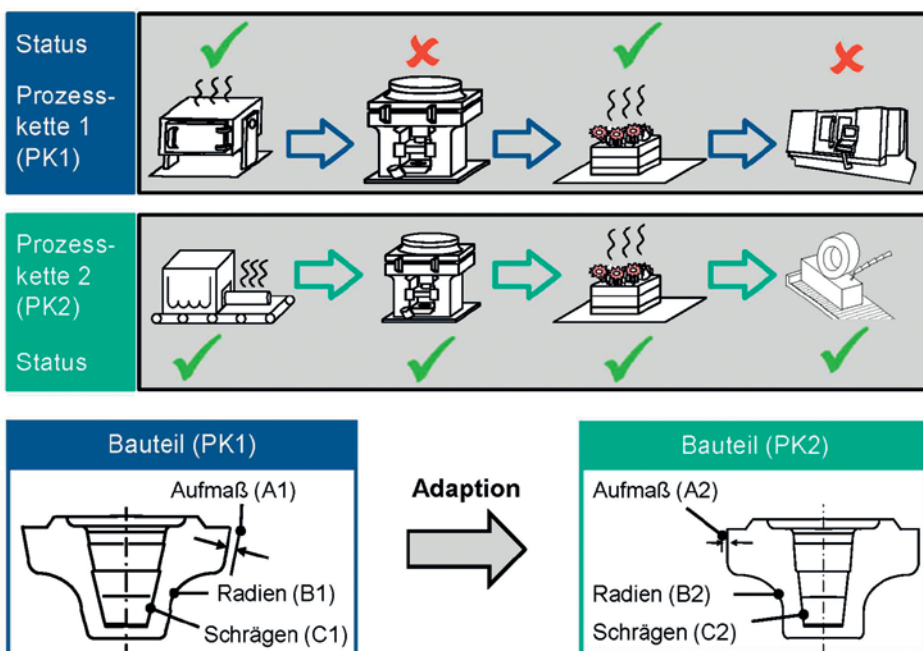 Status
Prozess-
kette 1
(PK1)
Prozess-
kette 2
(PK2)
Status
Bauteil (PK1)
Aufmaß (A1)
Radien (B1)
Schrägen (C1)
Adaption
Bauteil (PK2)
Aufmaß (A2)
Radien (B2)
Schrägen (C2)